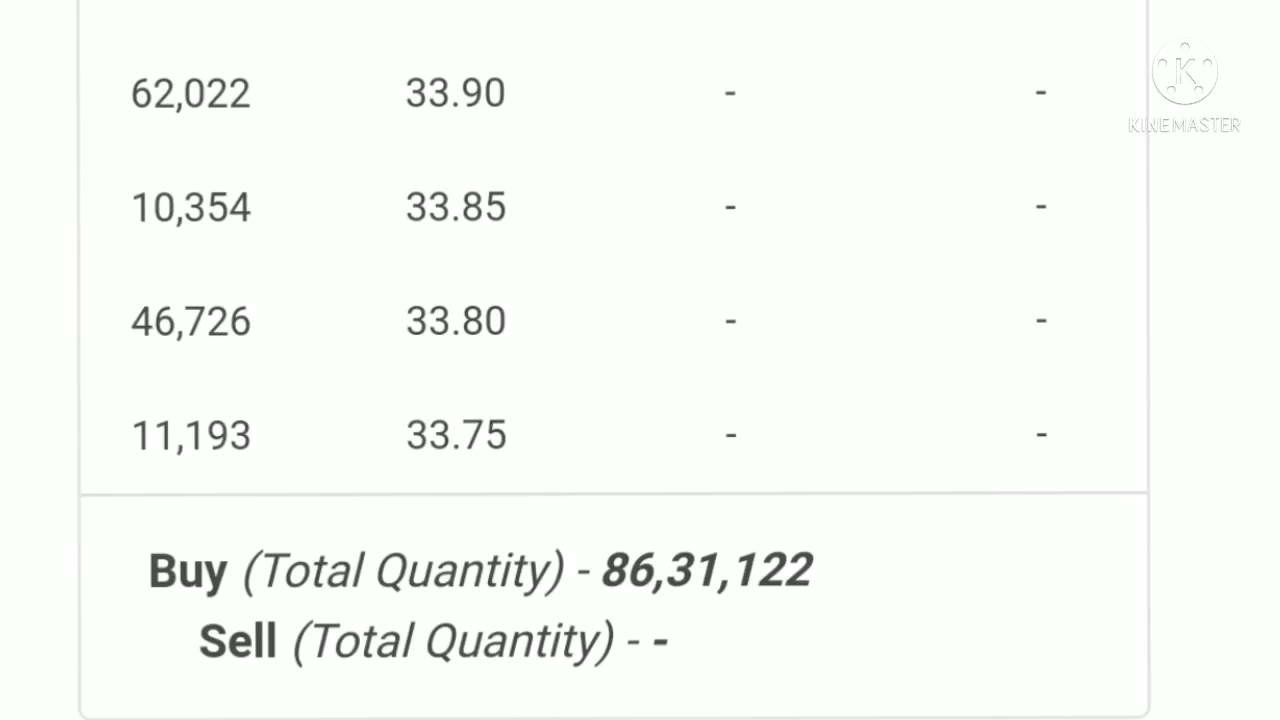 62,022 33.90 - -
K
KINEMASTER
10,354 33.85 - -
46,726 33.80 - -
11,193 33.75 - -
Buy (Total Quantity) - 86,31,122
Sell (Total Quantity) - -